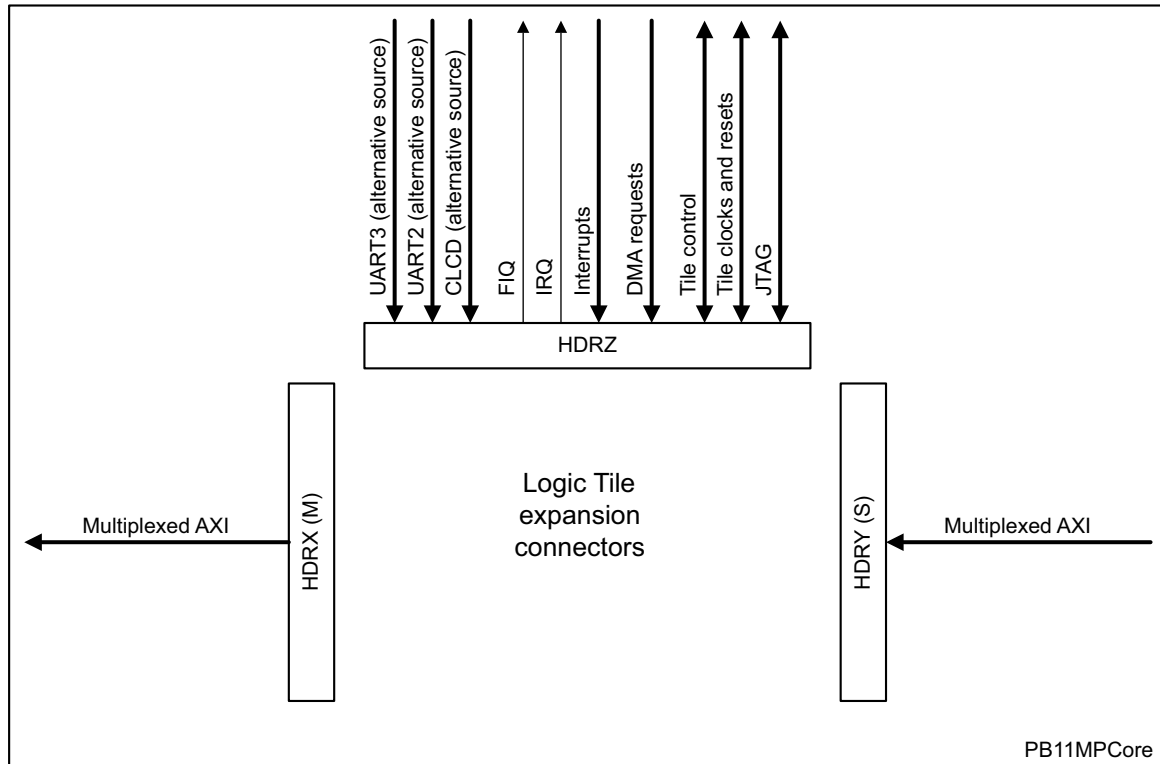 UART3 (alternative source)
UART2 (alternative source)
CLCD (alternative source)
FIQ
IRQ
Interrupts
DMA requests
Tile control
Tile clocks and resets
JTAG
HDRZ
HDRX (M)
Logic Tile
expansion
connectors
HDRY (S)
Multiplexed AXI
Multiplexed AXI
PB11MPCore